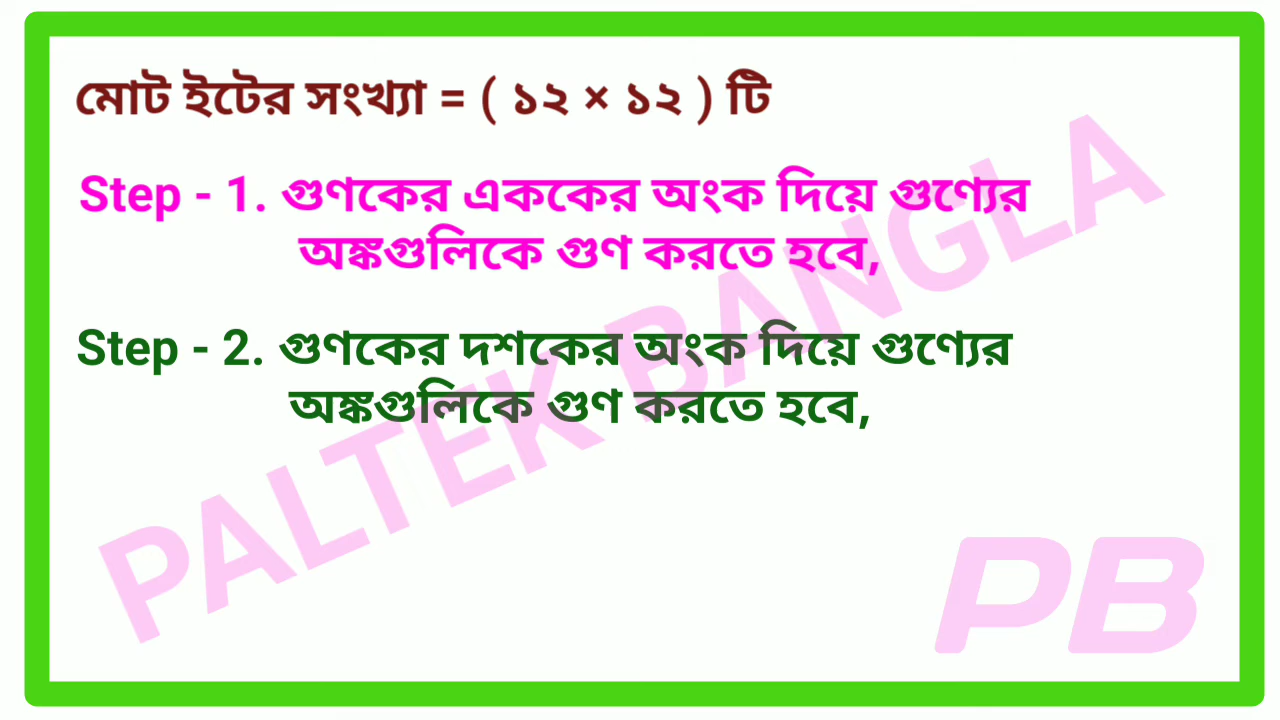 মোট ইটের সংখ্যা = ( ১২ × ১২ ) টি
Step - 1. গুণকের এককের অংক দিয়ে গুণ্যের
অঙ্কগুলিকে গুণ করতে হবে,
Step - 2. গুণকের দশকের অংক দিয়ে গুণ্যের
অঙ্কগুলিকে গুণ করতে হবে,
PALTEK BANGLA
PB